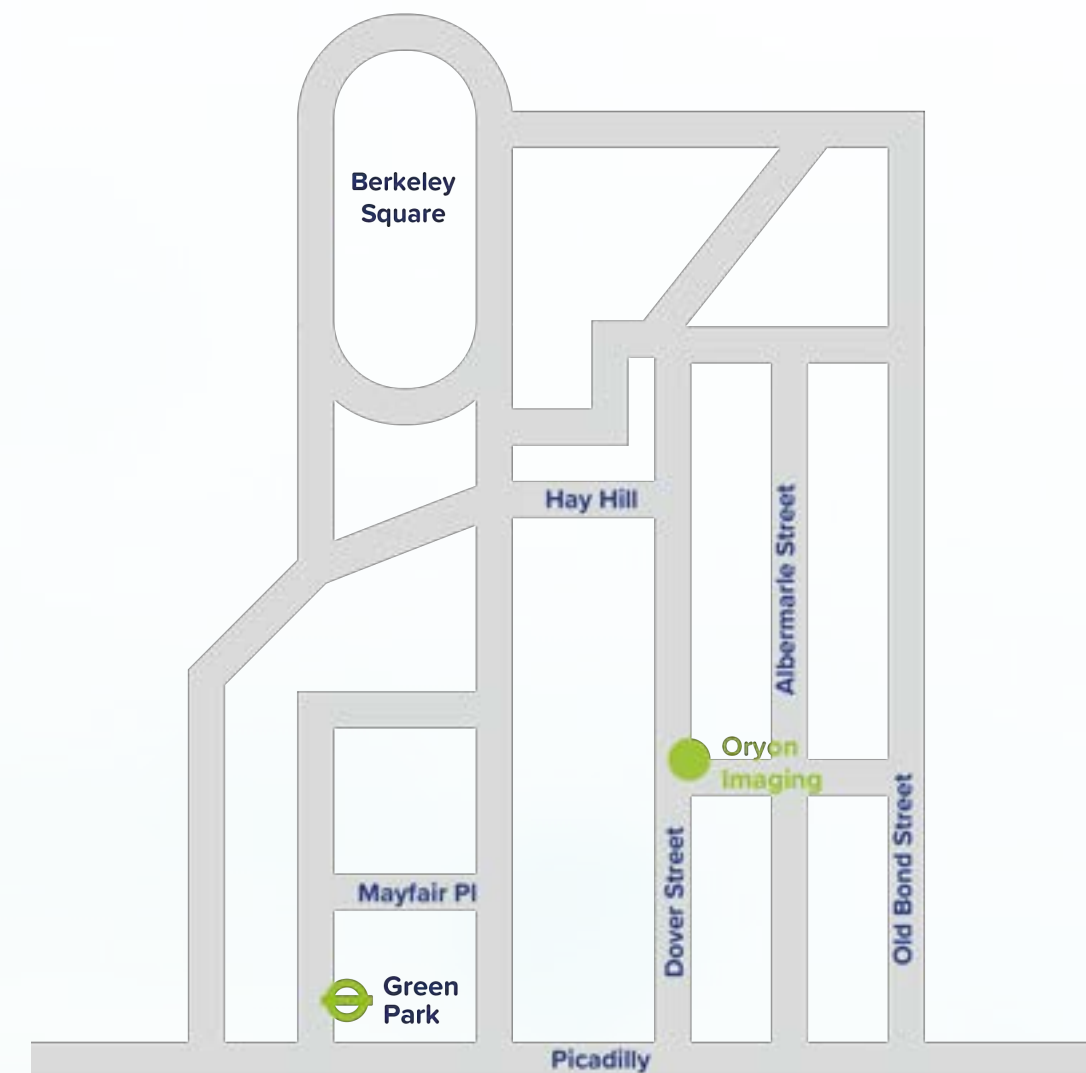 Berkeley
Square
Hay Hill
Albermarle Street
Oryon
Imaging
Dover Street
Old Bond Street
Mayfair Pl
Green
Park
Picadilly